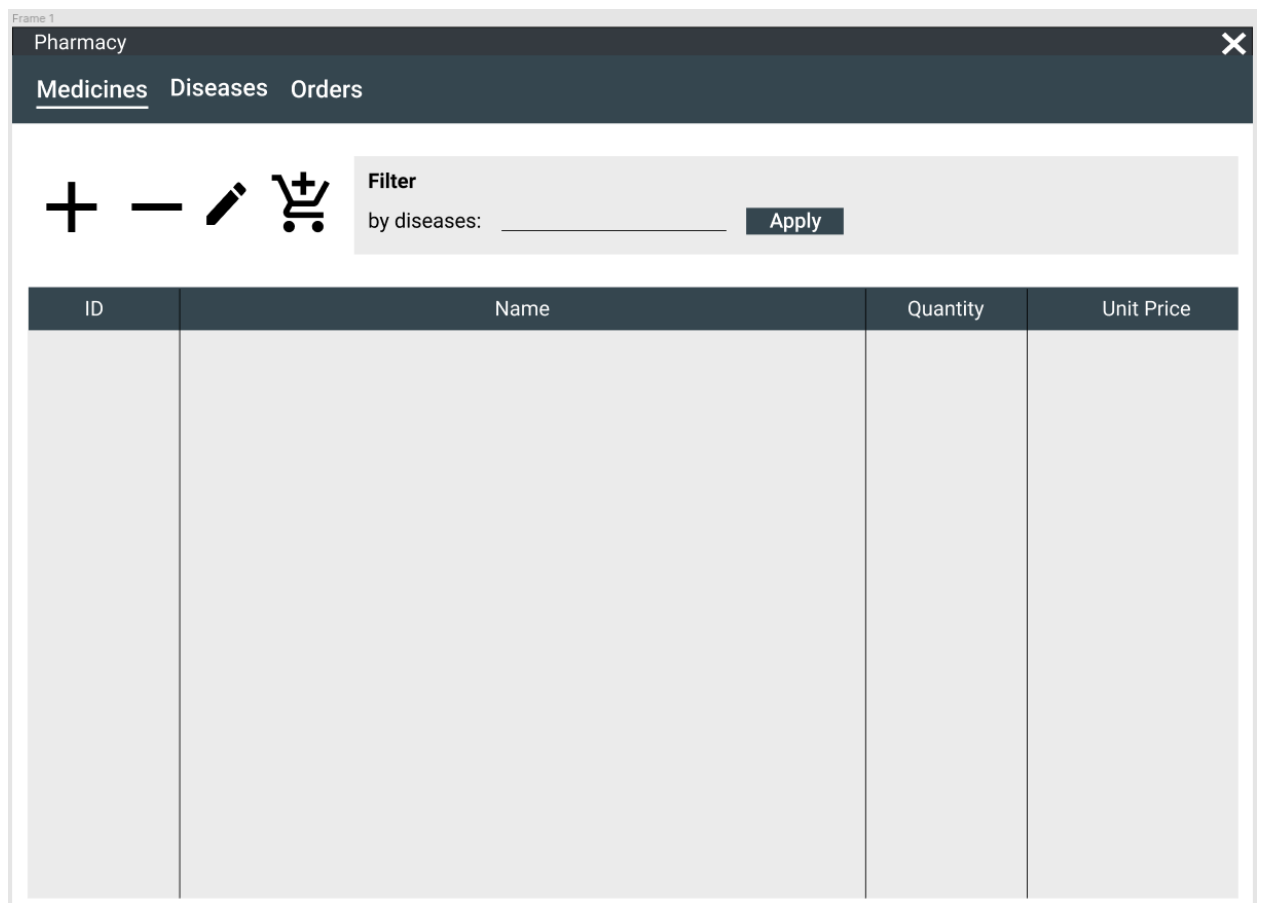 Frame 1
Pharmacy
Medicines Diseases Orders
Filter
by diseases: Apply
ID Name Quantity Unit Price